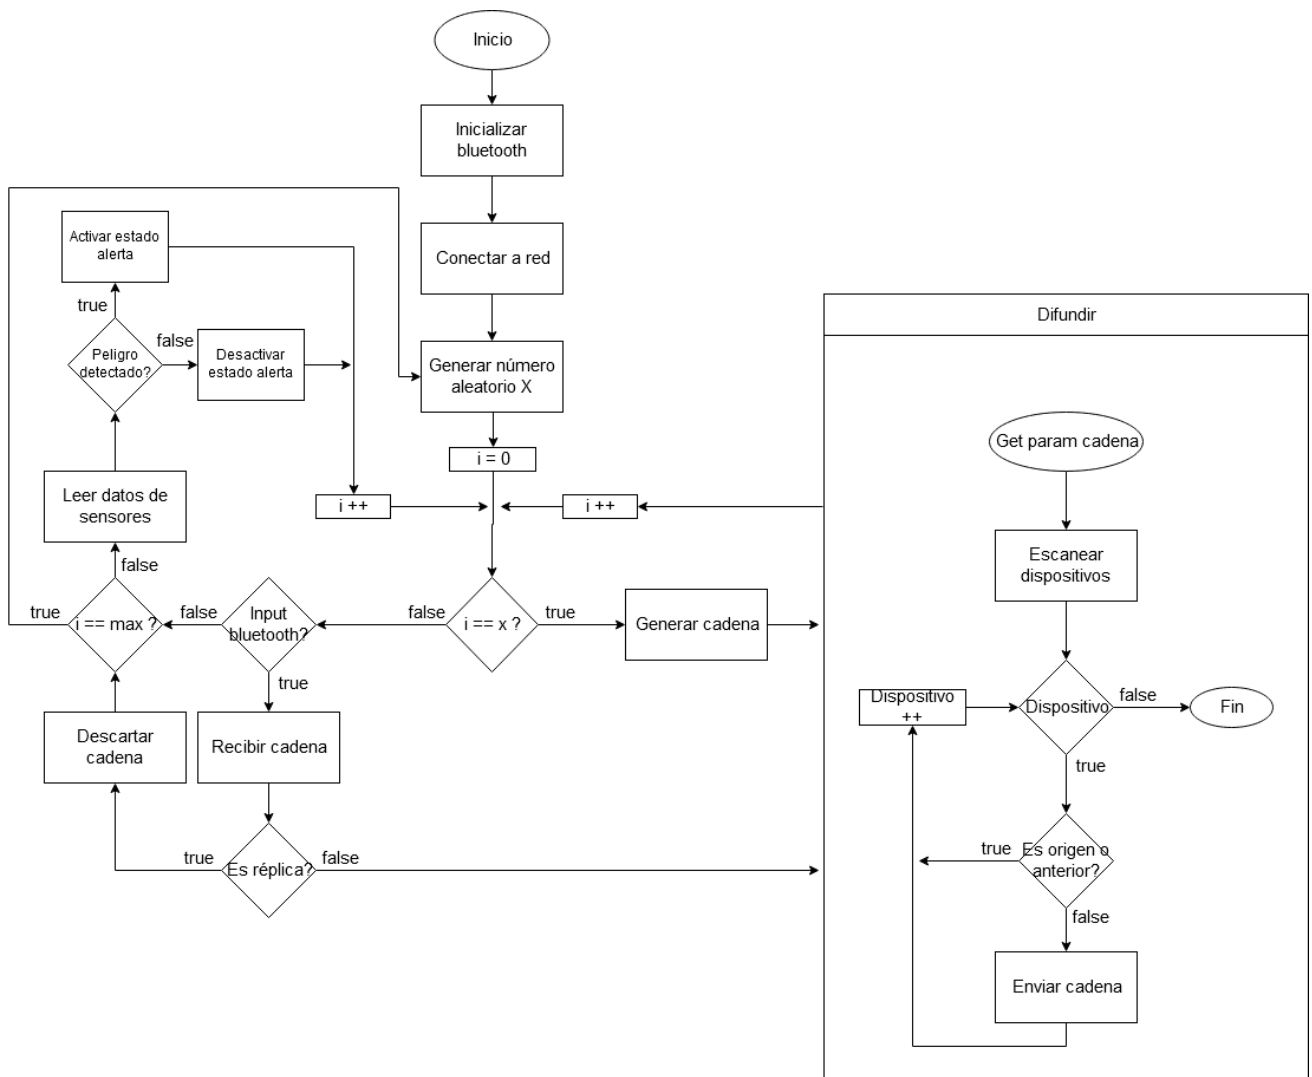 Inicio
Inicializar
bluetooth
Conectar a red
Generar número
aleatorio X
i = 0
Activar estado
alerta
true
Peligro
detectado?
false
Desactivar
estado alerta
Leer datos de
sensores
i ++
i ++
false
true
i == max ?
false
Input
bluetooth?
false
i == x ?
true
Generar cadena
true
Descartar
cadena
Recibir cadena
true
Es réplica?
false
Difundir
Get param cadena
Escanear
dispositivos
Dispositivo
++
Dispositivo
false
Fin
true
true
Es origen o
anterior?
false
Enviar cadena